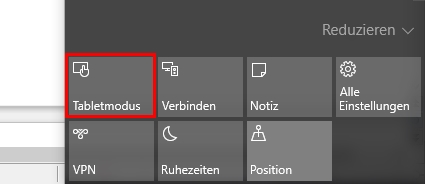 Reduzieren
Tabletmodus
Verbinden
Notiz
Alle
Einstellungen
VPN
Ruhezeiten
Position